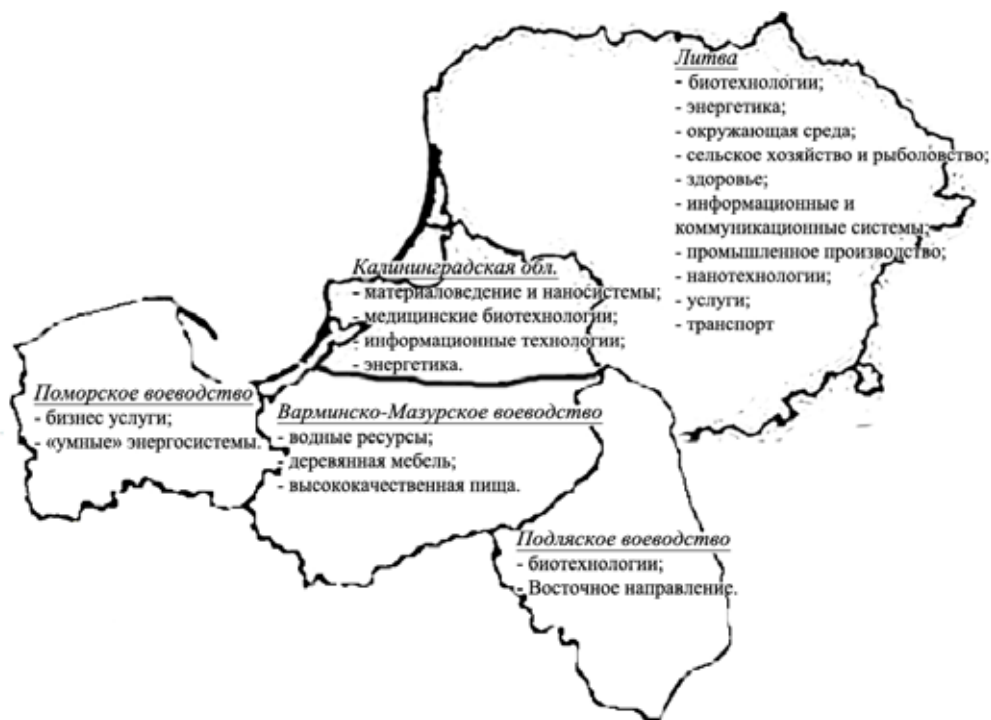 Литва
- биотехнологии;
- энергетика;
- окружающая среда;
- сельское хозяйство и рыболовство;
- здоровье;
- информационные и
коммуникационные системы;
- промышленное производство;
- нанотехнологии;
- услуги;
- транспорт
Калининградская обл.
- материаловедение и наносистемы;
- медицинские биотехнологии;
- информационные технологии;
- энергетика.
Поморское воеводство
- бизнес услуги;
- «умные» энергосистемы.
Варминско-Мазурское воеводство
- водные ресурсы;
- деревянная мебель;
- высококачественная пища.
Подляское воеводство
- биотехнологии;
- Восточное направление.